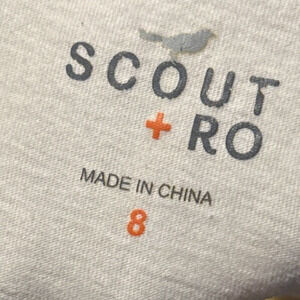 SCOUT
+ RO
MADE IN CHINA
8